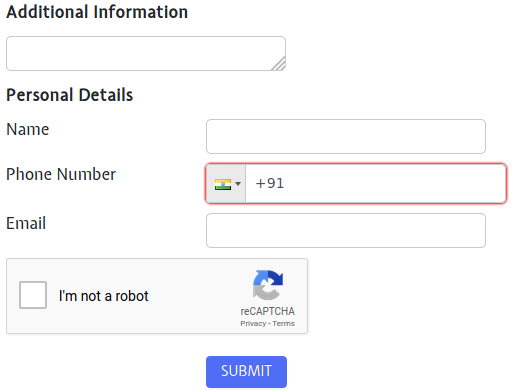 Additional Information
Personal Details
Name
Phone Number
+91
Email
I'm not a robot
reCAPTCHA
Privacy - Terms
SUBMIT